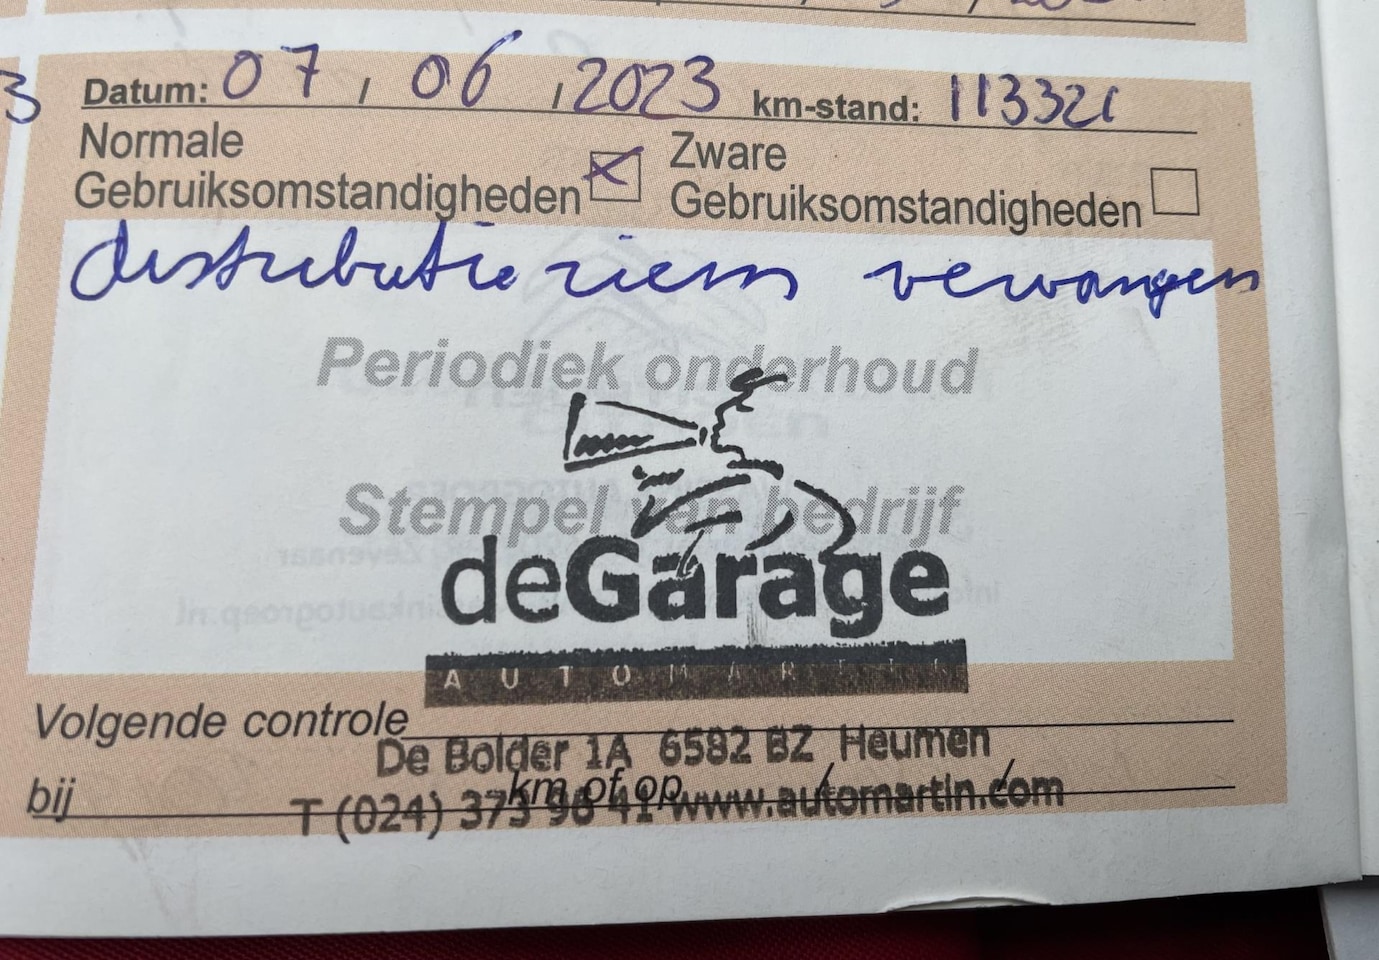 3
Datum: 07 / 06 / 2023 km-stand: 113321
Normale Gebruiksomstandigheden
Zware Gebruiksomstandigheden
distributie riem vervangen
Periodiek onderhoud
Stempel van bedrijf
deGarage
AUTOMARTIN
Volgende controle
De Bolder 1A 6582 BZ Heumen
bij km of op
T (024) 373 98 41 www.automartin.com